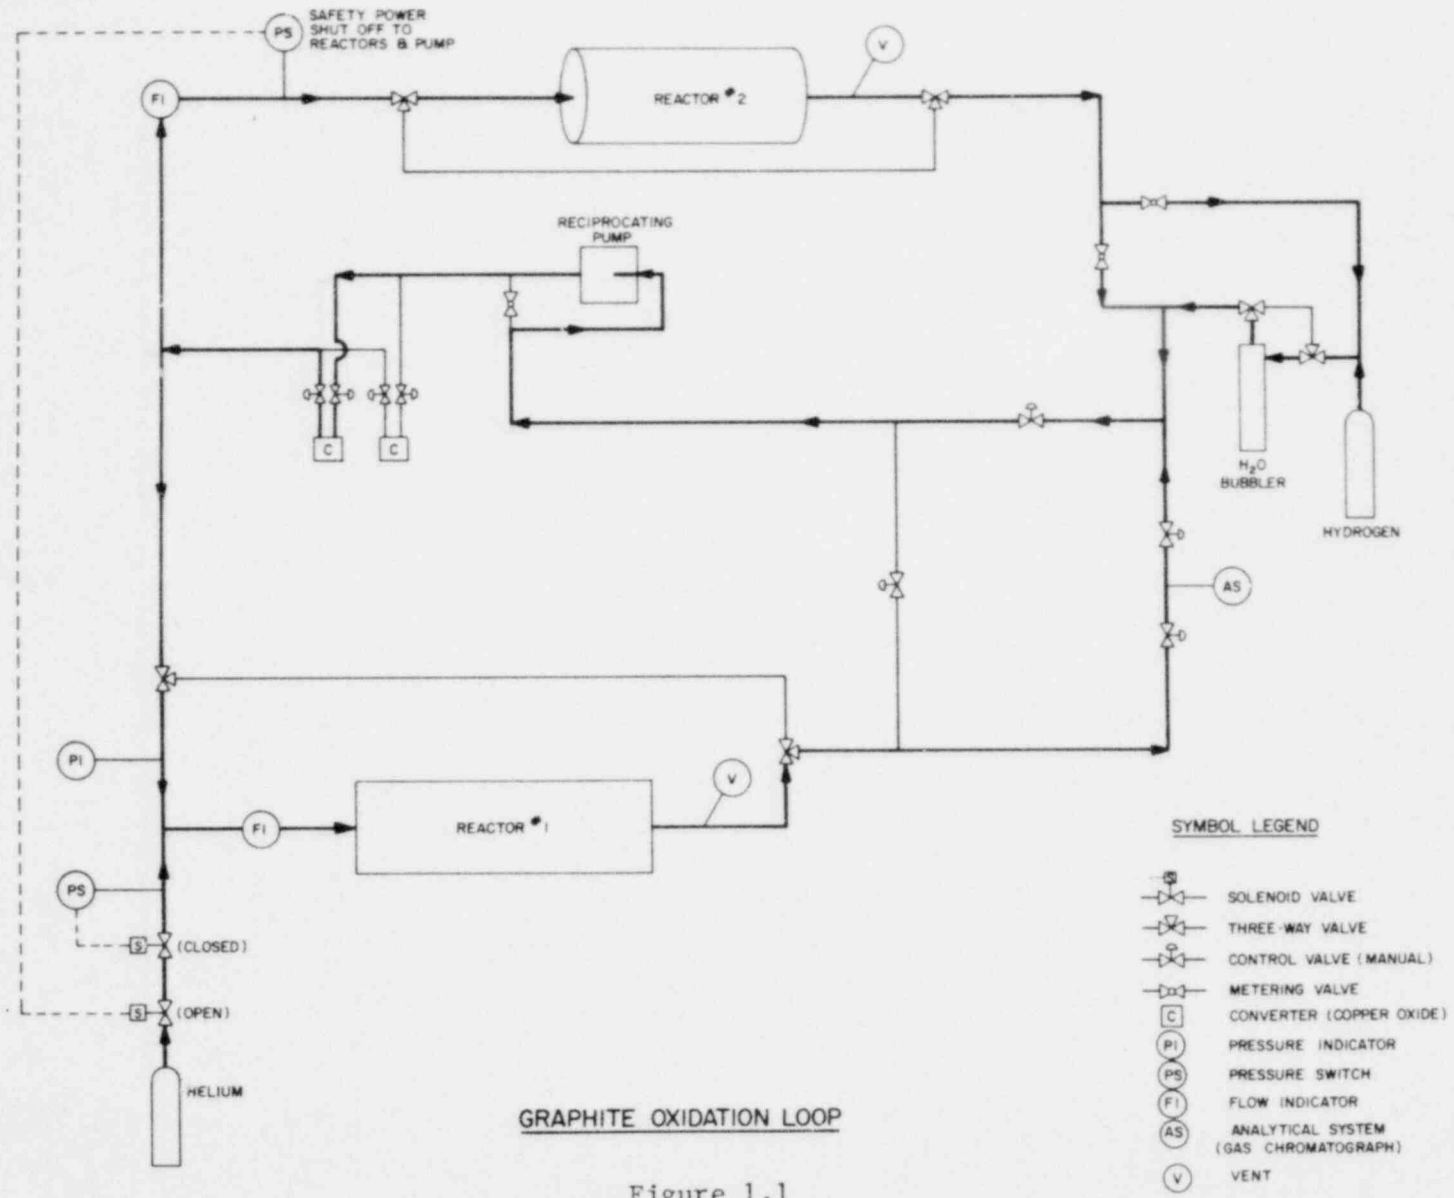 SAFETY POWER
SHUT OFF TO
REACTORS & PUMP
PS
FI
REACTOR #2
V
RECIPROCATING
PUMP
C
C
H2O
BUBBLER
HYDROGEN
AS
PI
FI
REACTOR #1
V
PS
S
(CLOSED)
S
(OPEN)
HELIUM
GRAPHITE OXIDATION LOOP
Figure 1.1
SYMBOL LEGEND
S
SOLENOID VALVE
THREE-WAY VALVE
CONTROL VALVE (MANUAL)
METERING VALVE
C CONVERTER (COPPER OXIDE)
PI PRESSURE INDICATOR
PS PRESSURE SWITCH
FI FLOW INDICATOR
AS ANALYTICAL SYSTEM
(GAS CHROMATOGRAPH)
V VENT